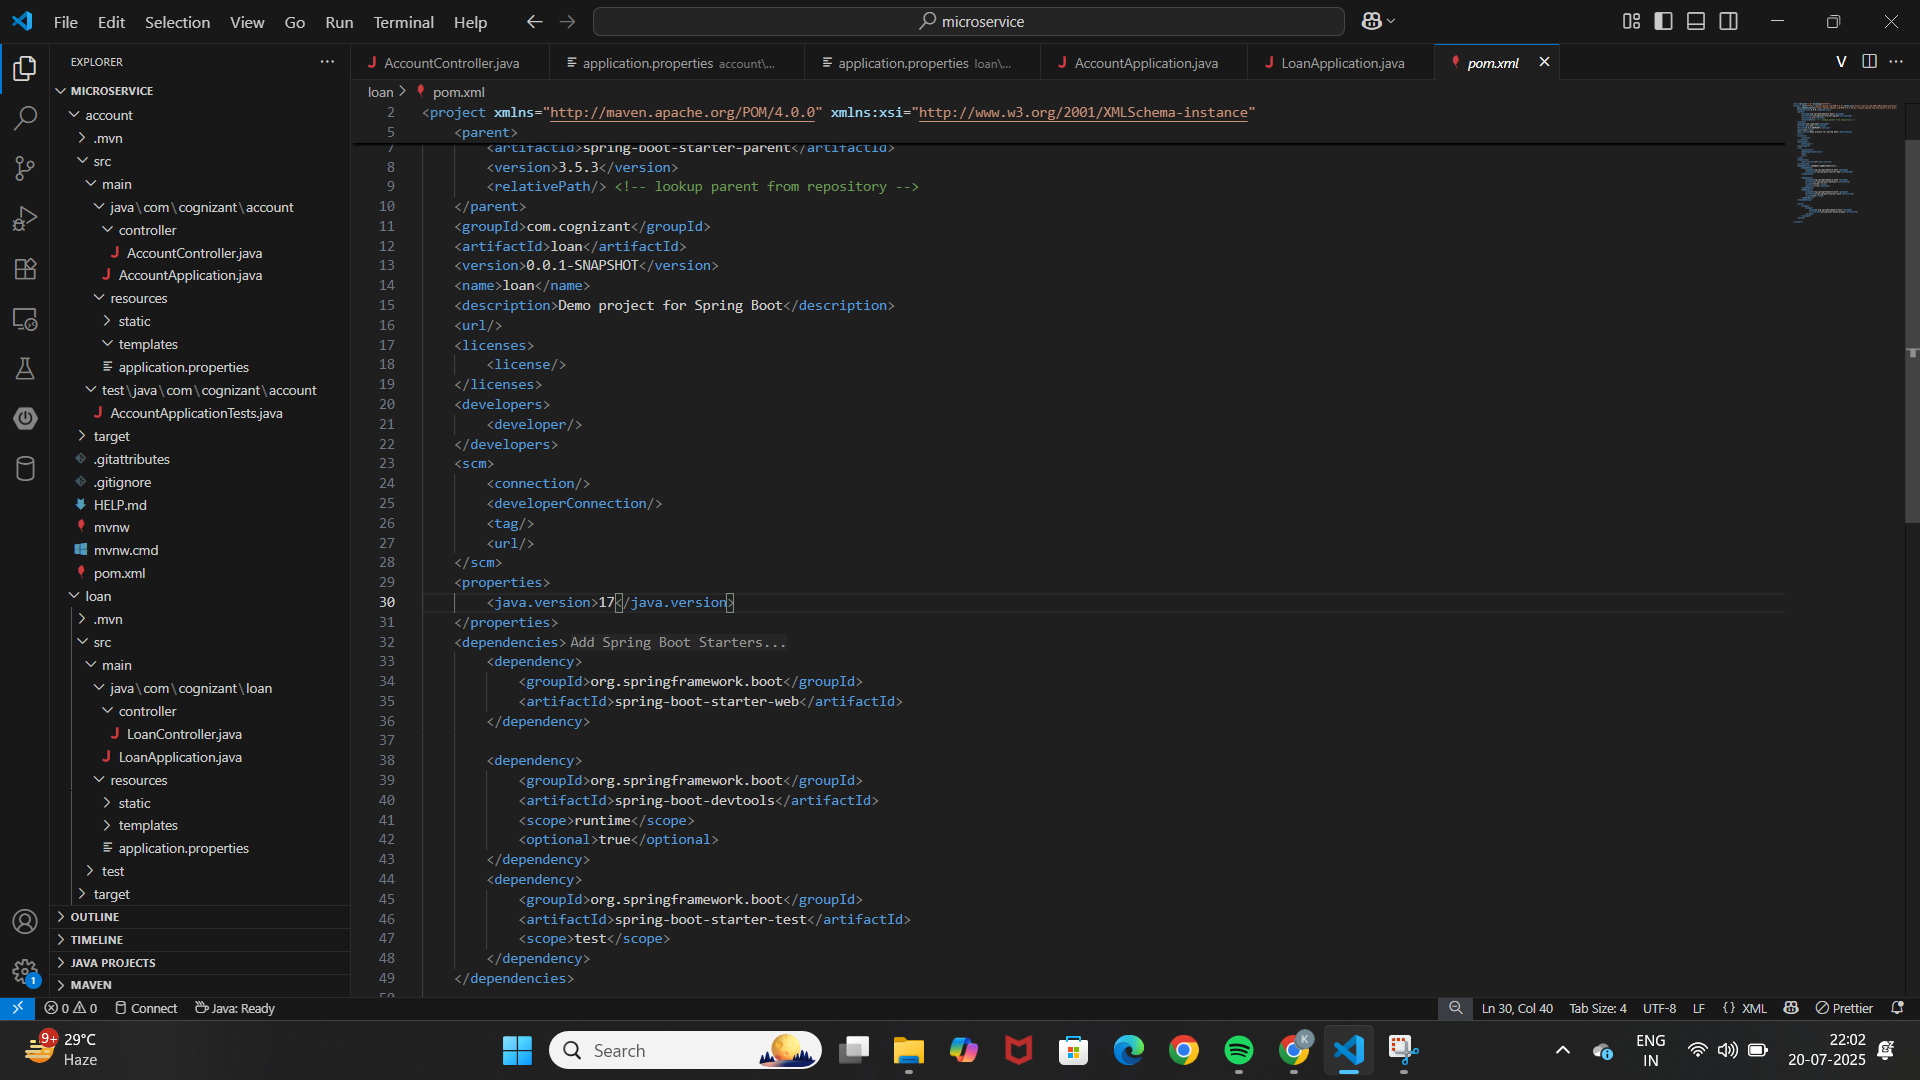 File Edit Selection View Go Run Terminal Help
microservice
EXPLORER
MICROSERVICE
account
.mvn
src
main
java\com\cognizant\account
controller
AccountController.java
AccountApplication.java
resources
static
templates
application.properties
test\java\com\cognizant\account
AccountApplicationTests.java
target
.gitattributes
.gitignore
HELP.md
mvnw
mvnw.cmd
pom.xml
loan
.mvn
src
main
java\com\cognizant\loan
controller
LoanController.java
LoanApplication.java
resources
static
templates
application.properties
test
target
OUTLINE
TIMELINE
JAVA PROJECTS
MAVEN
AccountController.java application.properties account\... application.properties loan\... AccountApplication.java LoanApplication.java pom.xml
V
loan > pom.xml
2 <project xmlns="http://maven.apache.org/POM/4.0.0" xmlns:xsi="http://www.w3.org/2001/XMLSchema-instance"
5 <parent>
7 <artifactId>spring-boot-starter-parent</artifactId>
8 <version>3.5.3</version>
9 <relativePath/> <!-- lookup parent from repository -->
10 </parent>
11 <groupId>com.cognizant</groupId>
12 <artifactId>loan</artifactId>
13 <version>0.0.1-SNAPSHOT</version>
14 <name>loan</name>
15 <description>Demo project for Spring Boot</description>
16 <url/>
17 <licenses>
18 <license/>
19 </licenses>
20 <developers>
21 <developer/>
22 </developers>
23 <scm>
24 <connection/>
25 <developerConnection/>
26 <tag/>
27 <url/>
28 </scm>
29 <properties>
30 <java.version>17</java.version>
31 </properties>
32 <dependencies> Add Spring Boot Starters...
33 <dependency>
34 <groupId>org.springframework.boot</groupId>
35 <artifactId>spring-boot-starter-web</artifactId>
36 </dependency>
37
38 <dependency>
39 <groupId>org.springframework.boot</groupId>
40 <artifactId>spring-boot-devtools</artifactId>
41 <scope>runtime</scope>
42 <optional>true</optional>
43 </dependency>
44 <dependency>
45 <groupId>org.springframework.boot</groupId>
46 <artifactId>spring-boot-starter-test</artifactId>
47 <scope>test</scope>
48 </dependency>
49 </dependencies>
50
1
0 0 Connect Java: Ready
Ln 30, Col 40 Tab Size: 4 UTF-8 LF {} XML Prettier
9+ 29°C
Haze
Search
K
ENG
IN
22:02
20-07-2025